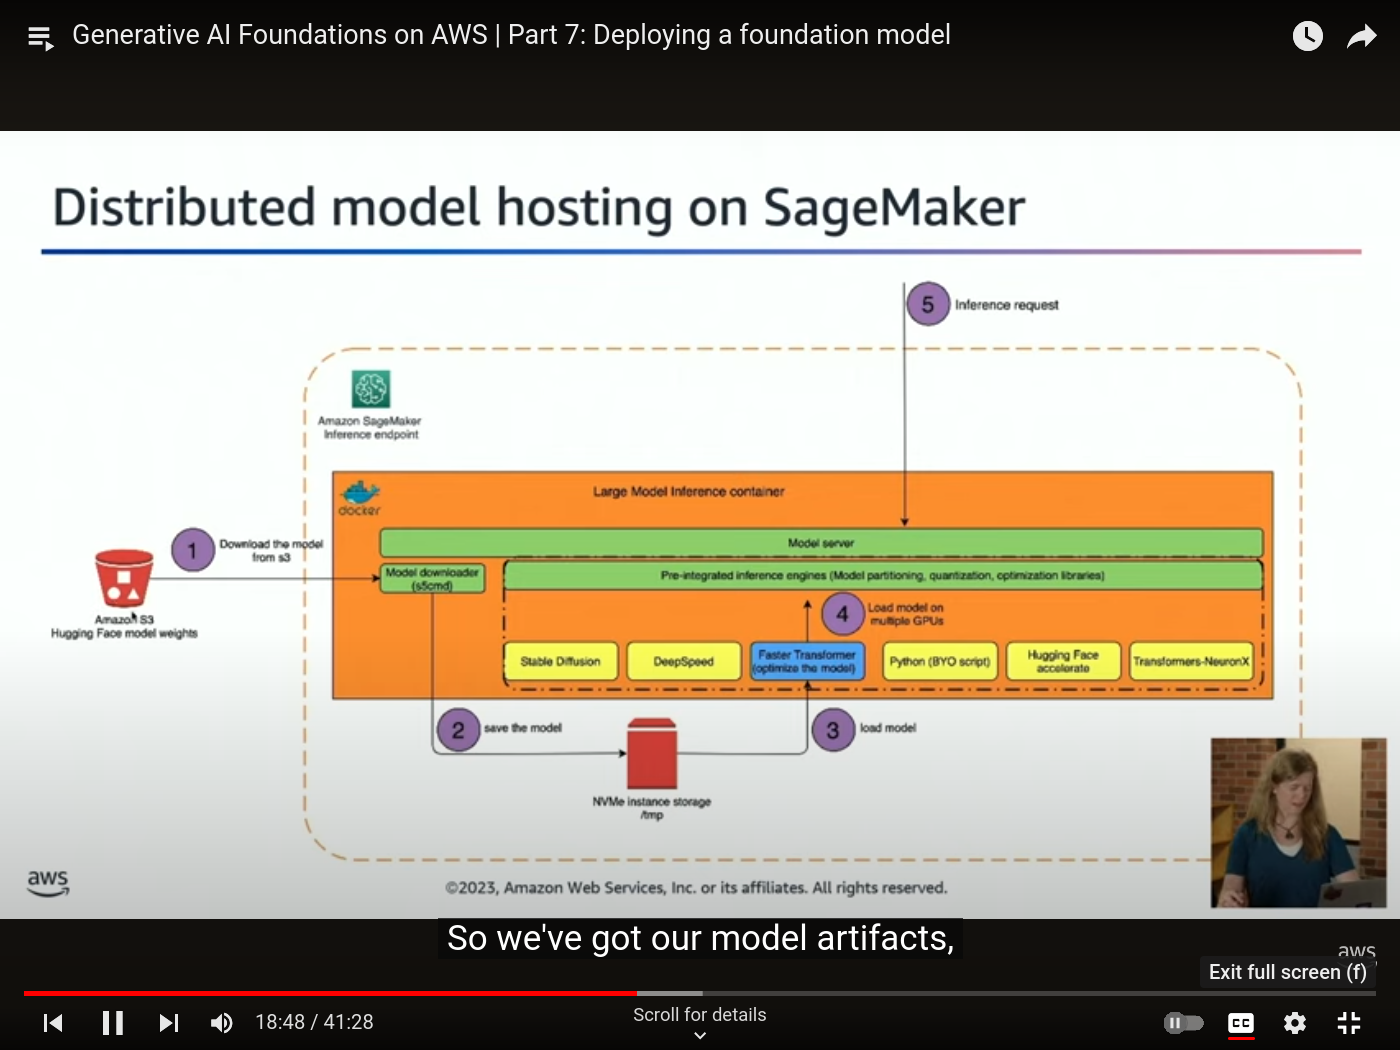 Generative AI Foundations on AWS | Part 7: Deploying a foundation model
Distributed model hosting on SageMaker
5
Inference request
Amazon SageMaker
Inference endpoint
docker
Large Model Inference container
1
Download the model
from s3
Model server
Model downloader
(s5cmd)
Pre-integrated inference engines (Model partitioning, quantization, optimization libraries)
Amazon S3
Hugging Face model weights
4
Load model on
multiple GPUs
Stable Diffusion
DeepSpeed
Faster Transformer
(optimize the model)
Python (BYO script)
Hugging Face
accelerate
Transformers-NeuronX
2
save the model
3
load model
NVMe instance storage
/tmp
aws
©2023, Amazon Web Services, Inc. or its affiliates. All rights reserved.
So we've got our model artifacts,
aws
Exit full screen (f)
18:48 / 41:28
Scroll for details
CC